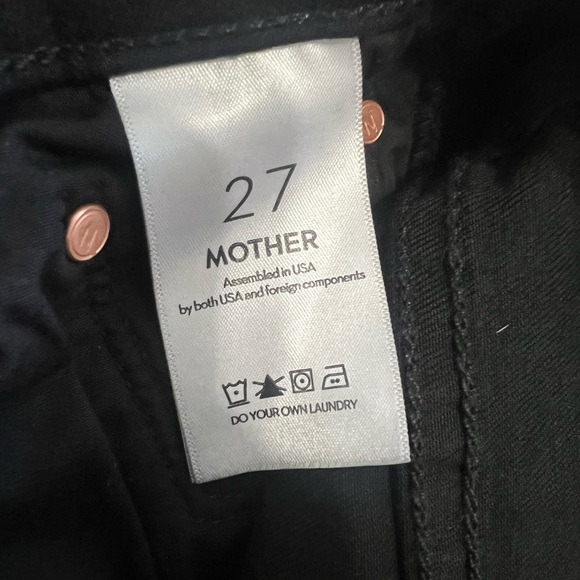 27
MOTHER
Assembled in USA
by both USA and foreign components
DO YOUR OWN LAUNDRY